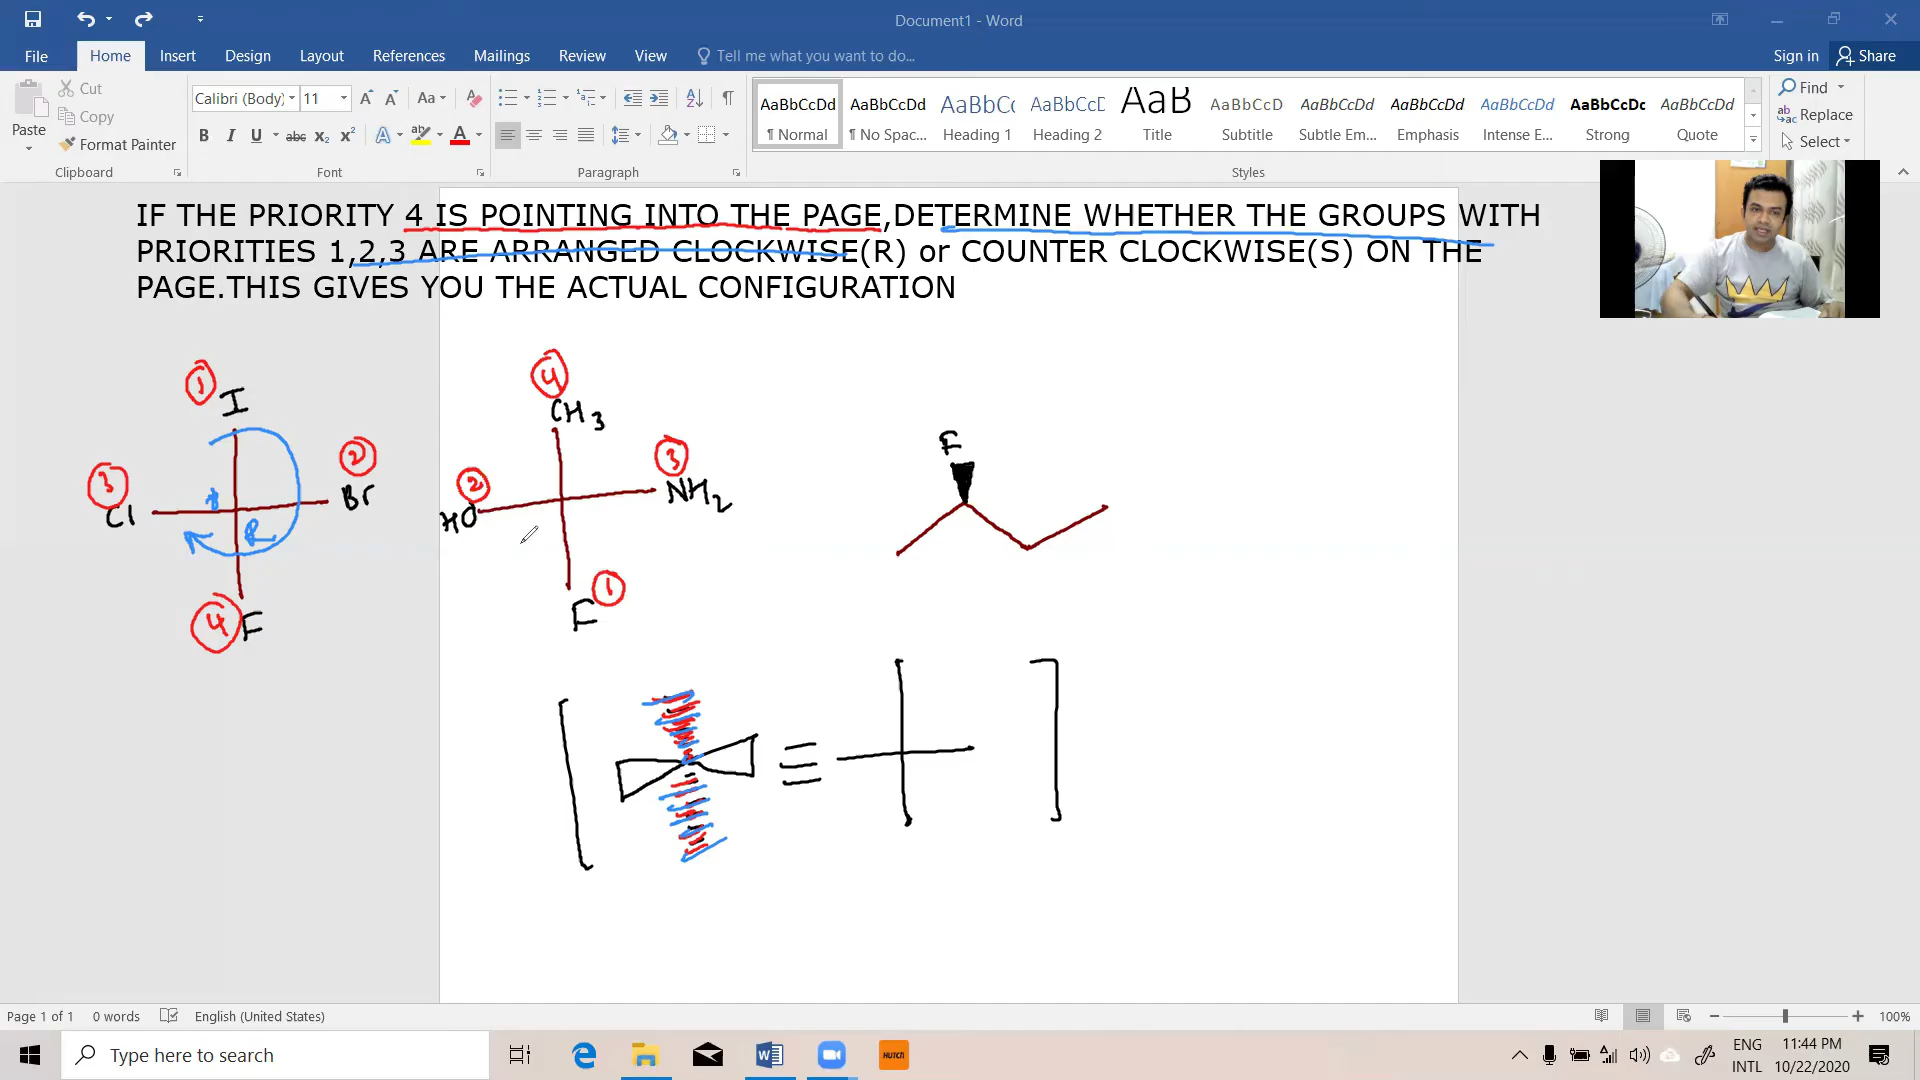 Document1 - Word
File Home Insert Design Layout References Mailings Review View Tell me what you want to do... Sign in Share
Paste Cut Copy Format Painter
Calibri (Body) 11
AaBbCcDd AaBbCcDd AaBbCc AaBbCcD AaB AaBbCcD AaBbCcDd AaBbCcDd AaBbCcDd AaBbCcDc AaBbCcDd
¶ Normal ¶ No Spac... Heading 1 Heading 2 Title Subtitle Subtle Em... Emphasis Intense E... Strong Quote
Find
Replace
Select
Clipboard Font Paragraph Styles
IF THE PRIORITY 4 IS POINTING INTO THE PAGE,DETERMINE WHETHER THE GROUPS WITH
PRIORITIES 1,2,3 ARE ARRANGED CLOCKWISE(R) or COUNTER CLOCKWISE(S) ON THE
PAGE.THIS GIVES YOU THE ACTUAL CONFIGURATION
1
I
2
Br
3
Cl
R
4
F
4
CH3
3
NH2
2
HO
1
F
F
Page 1 of 1 0 words English (United States) 100%
Type here to search
HUTCH
ENG
INTL
11:44 PM
10/22/2020